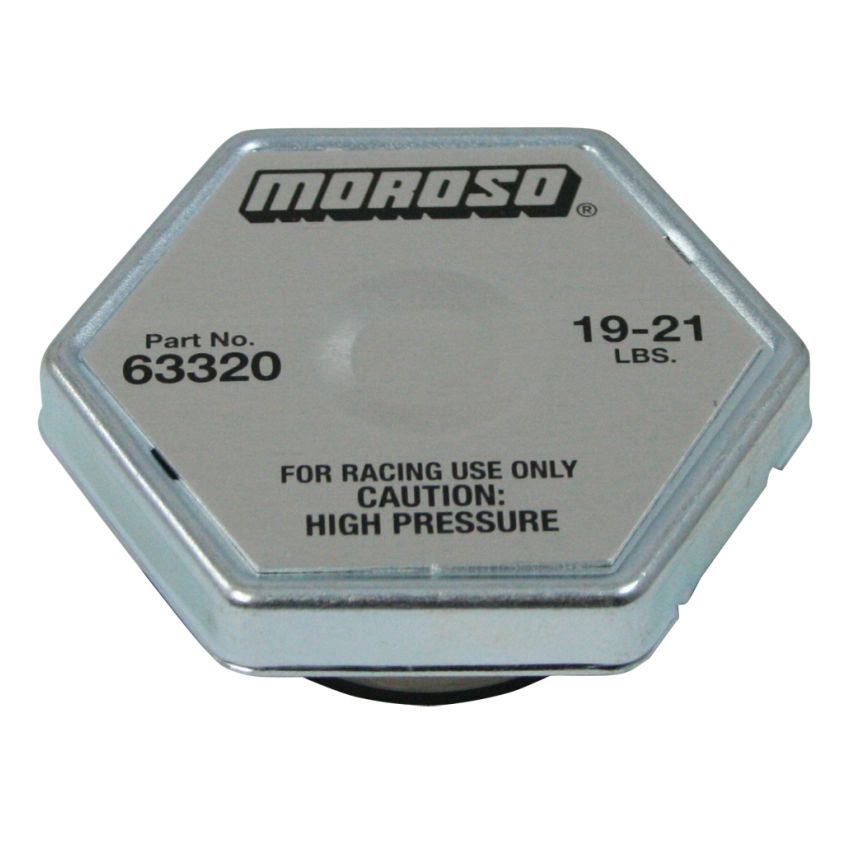 MOROSO®
Part No.
63320
19-21
LBS.
FOR RACING USE ONLY
CAUTION:
HIGH PRESSURE